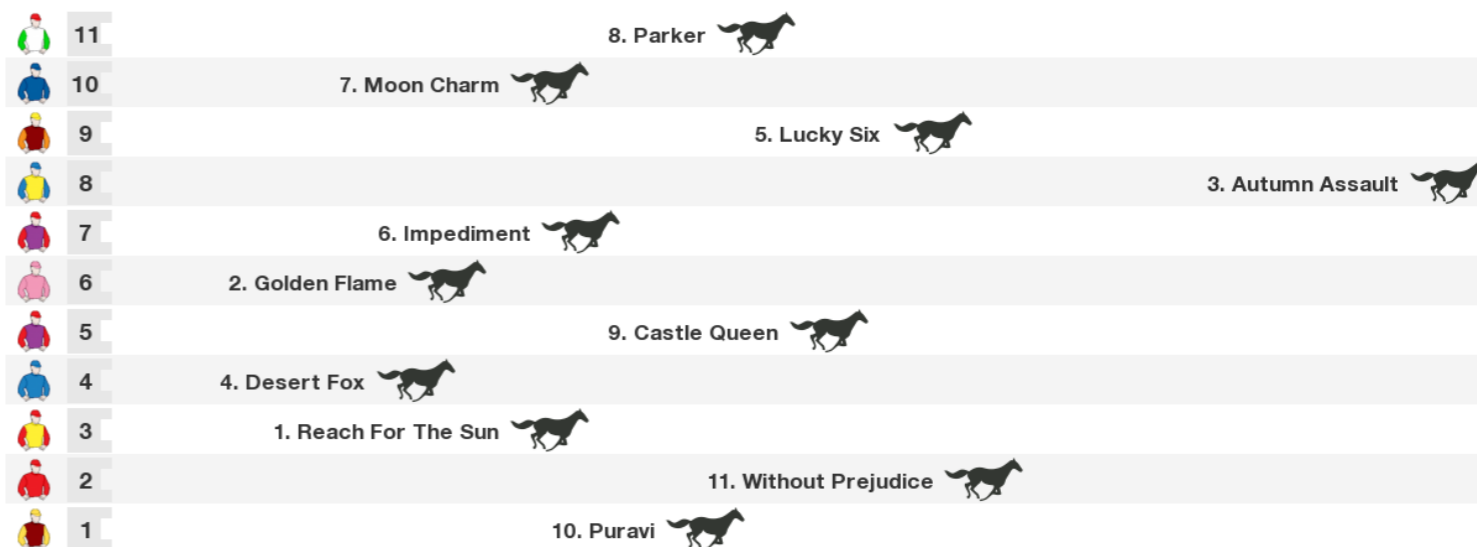 11 8. Parker
10 7. Moon Charm
9 5. Lucky Six
8 3. Autumn Assault
7 6. Impediment
6 2. Golden Flame
5 9. Castle Queen
4 4. Desert Fox
3 1. Reach For The Sun
2 11. Without Prejudice
1 10. Puravi